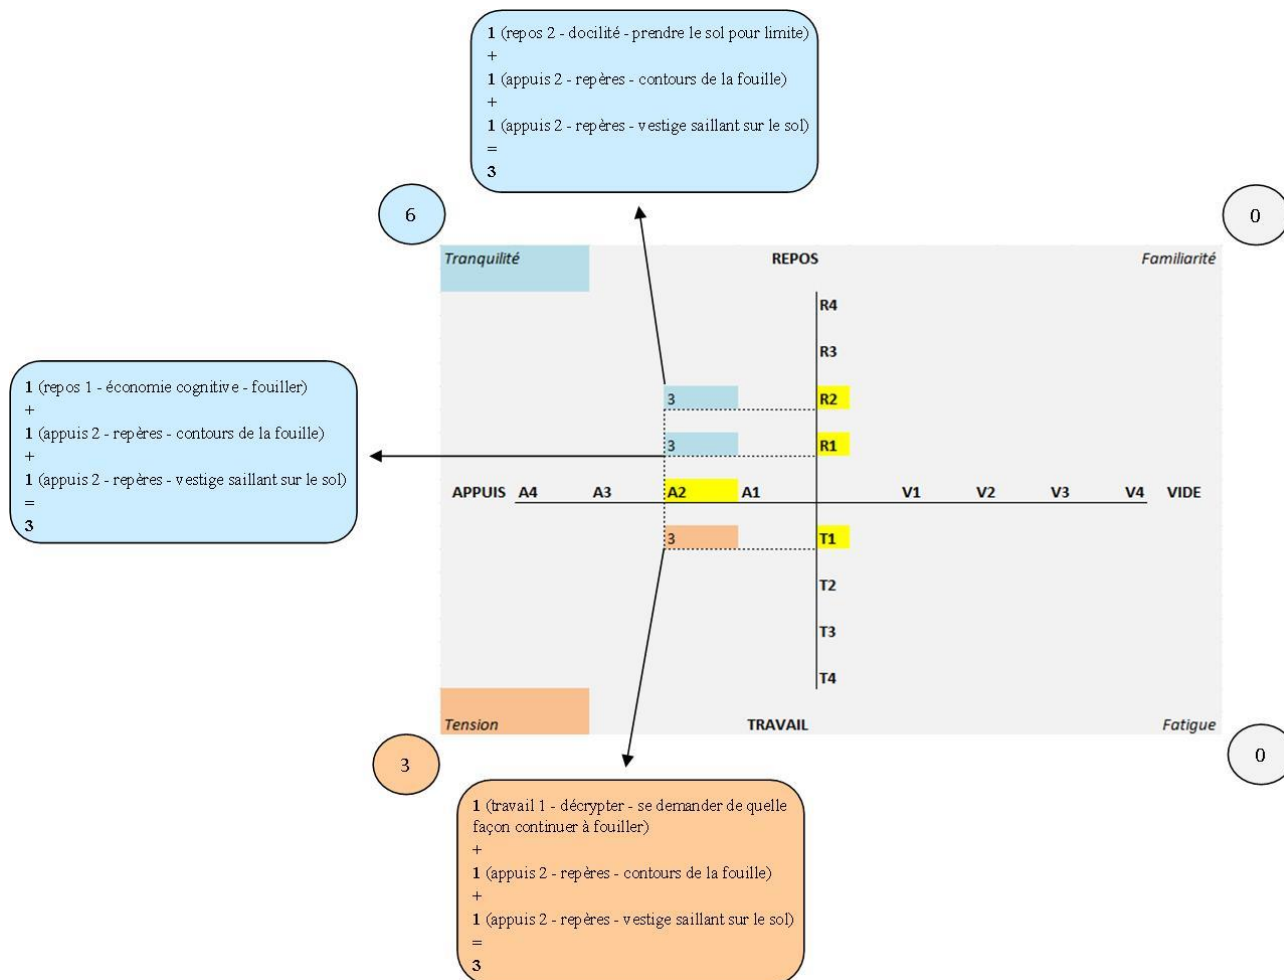 1 (repos 2 - docilité - prendre le sol pour limite)
+
1 (appuis 2 - repères - contours de la fouille)
+
1 (appuis 2 - repères - vestige saillant sur le sol)
=
3
6
0
Tranquilité
REPOS
Familiarité
R4
R3
1 (repos 1 - économie cognitive - fouiller)
+
1 (appuis 2 - repères - contours de la fouille)
+
1 (appuis 2 - repères - vestige saillant sur le sol)
=
3
3
R2
3
R1
APPUIS A4 A3 A2 A1 V1 V2 V3 V4 VIDE
3
T1
T2
T3
T4
Tension
TRAVAIL
Fatigue
3
0
1 (travail 1 - décrypter - se demander de quelle
façon continuer à fouiller)
+
1 (appuis 2 - repères - contours de la fouille)
+
1 (appuis 2 - repères - vestige saillant sur le sol)
=
3